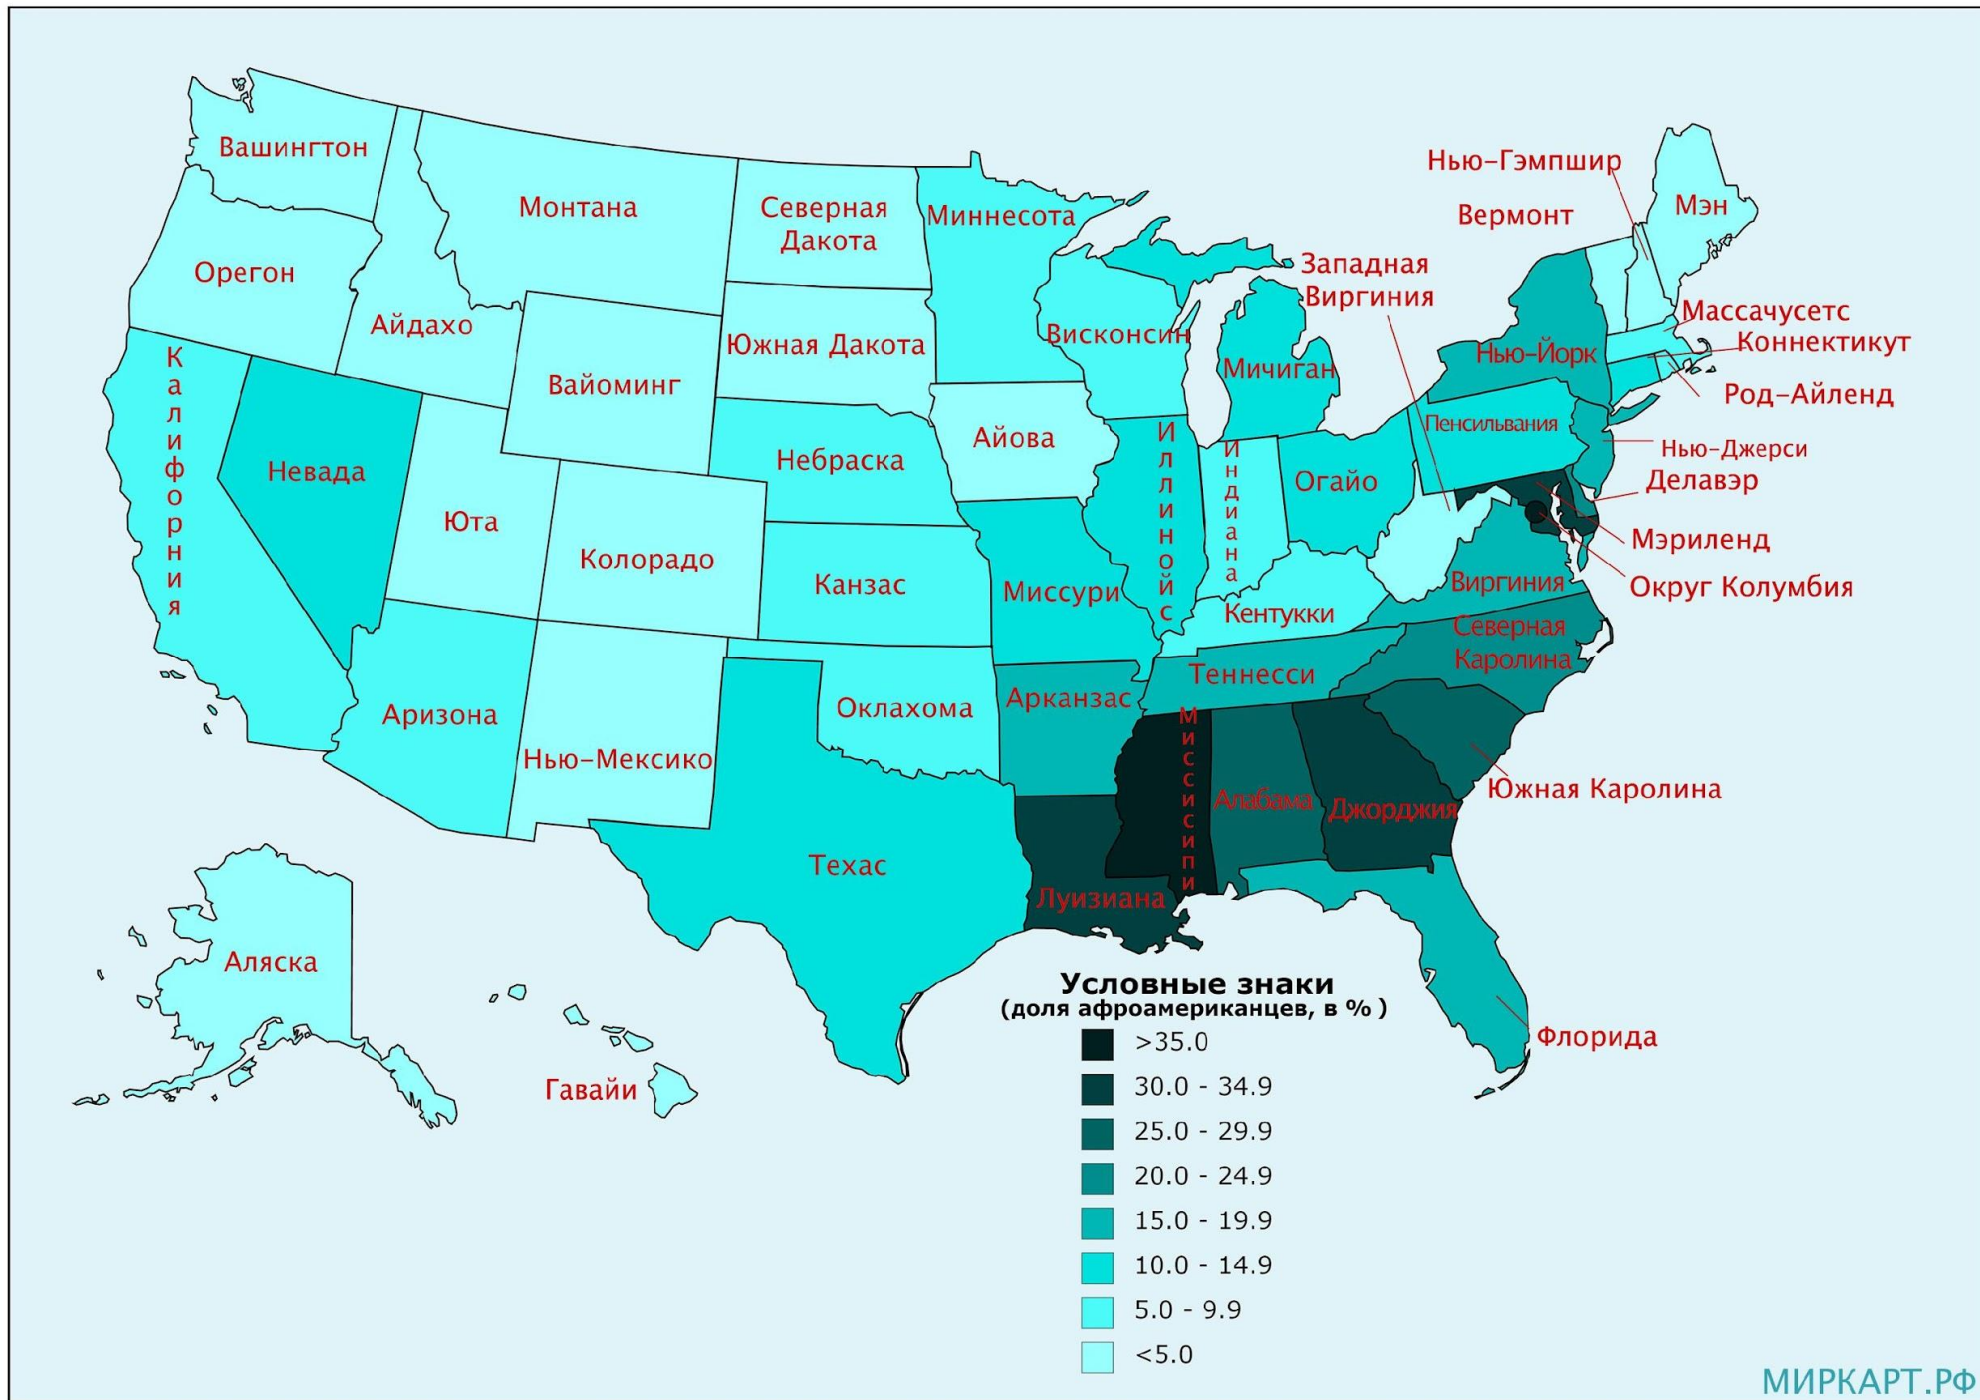 Вашингтон
Монтана
Северная
Дакота
Миннесота
Нью-Гэмпшир
Вермонт
Мэн
Орегон
Айдахо
Западная
Виргиния
Массачусетс
Коннектикут
Род-Айленд
Калифорния
Вайоминг
Южная Дакота
Висконсин
Мичиган
Нью-Йорк
Невада
Юта
Колорадо
Небраска
Айова
Иллинойс
Индиана
Огайо
Пенсильвания
Нью-Джерси
Делавэр
Мэриленд
Округ Колумбия
Канзас
Миссури
Кентукки
Виргиния
Северная
Каролина
Аризона
Нью-Мексико
Оклахома
Арканзас
Теннесси
Миссиссипи
Алабама
Джорджия
Южная Каролина
Техас
Луизиана
Флорида
Аляска
Гавайи
Условные знаки
(доля афроамериканцев, в % )
>35.0
30.0 - 34.9
25.0 - 29.9
20.0 - 24.9
15.0 - 19.9
10.0 - 14.9
5.0 - 9.9
<5.0
МИРКАРТ.РФ